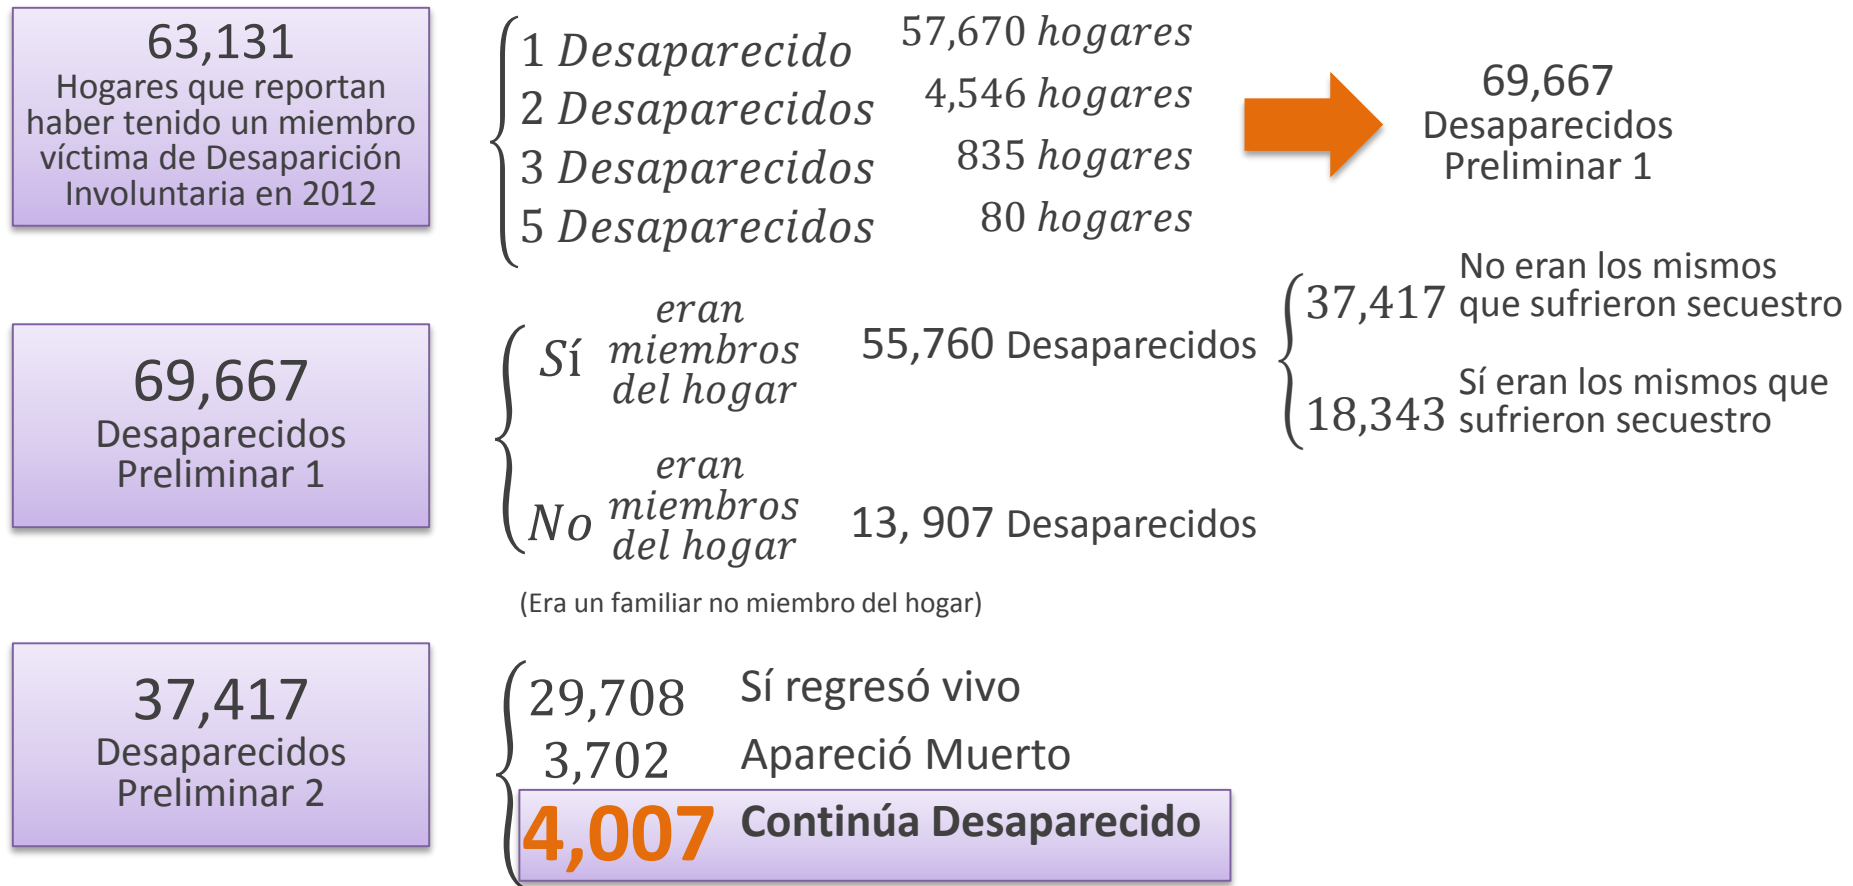 63,131
Hogares que reportan
haber tenido un miembro
víctima de Desaparición
Involuntaria en 2012
1 Desaparecido 57,670 hogares
2 Desaparecidos 4,546 hogares
3 Desaparecidos 835 hogares
5 Desaparecidos 80 hogares
69,667
Desaparecidos
Preliminar 1
69,667
Desaparecidos
Preliminar 1
Sí eran
miembros
del hogar
55,760 Desaparecidos
37,417 No eran los mismos
que sufrieron secuestro
18,343 Sí eran los mismos que
sufrieron secuestro
No eran
miembros
del hogar
13, 907 Desaparecidos
(Era un familiar no miembro del hogar)
37,417
Desaparecidos
Preliminar 2
29,708 Sí regresó vivo
3,702 Apareció Muerto
4,007 Continúa Desaparecido